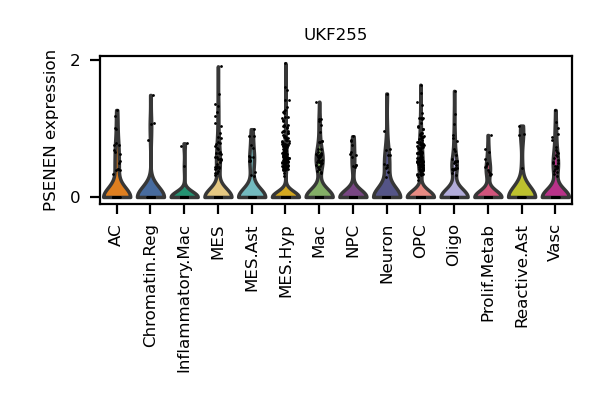 UKF255
PSENEN expression
2
0
AC
Chromatin.Reg
Inflammatory.Mac
MES
MES.Ast
MES.Hyp
Mac
NPC
Neuron
OPC
Oligo
Prolif.Metab
Reactive.Ast
Vasc